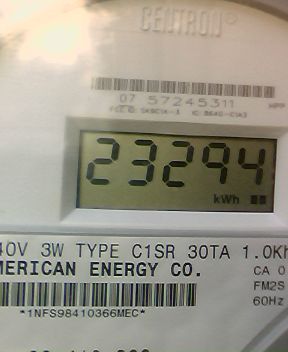 CENTRON®
07 57245311
23294
kWh
40V 3W TYPE C1SR 30TA 1.0Kh
MERICAN ENERGY CO.
CA 0
FM2S
60Hz
*1NFS98410366MEC*